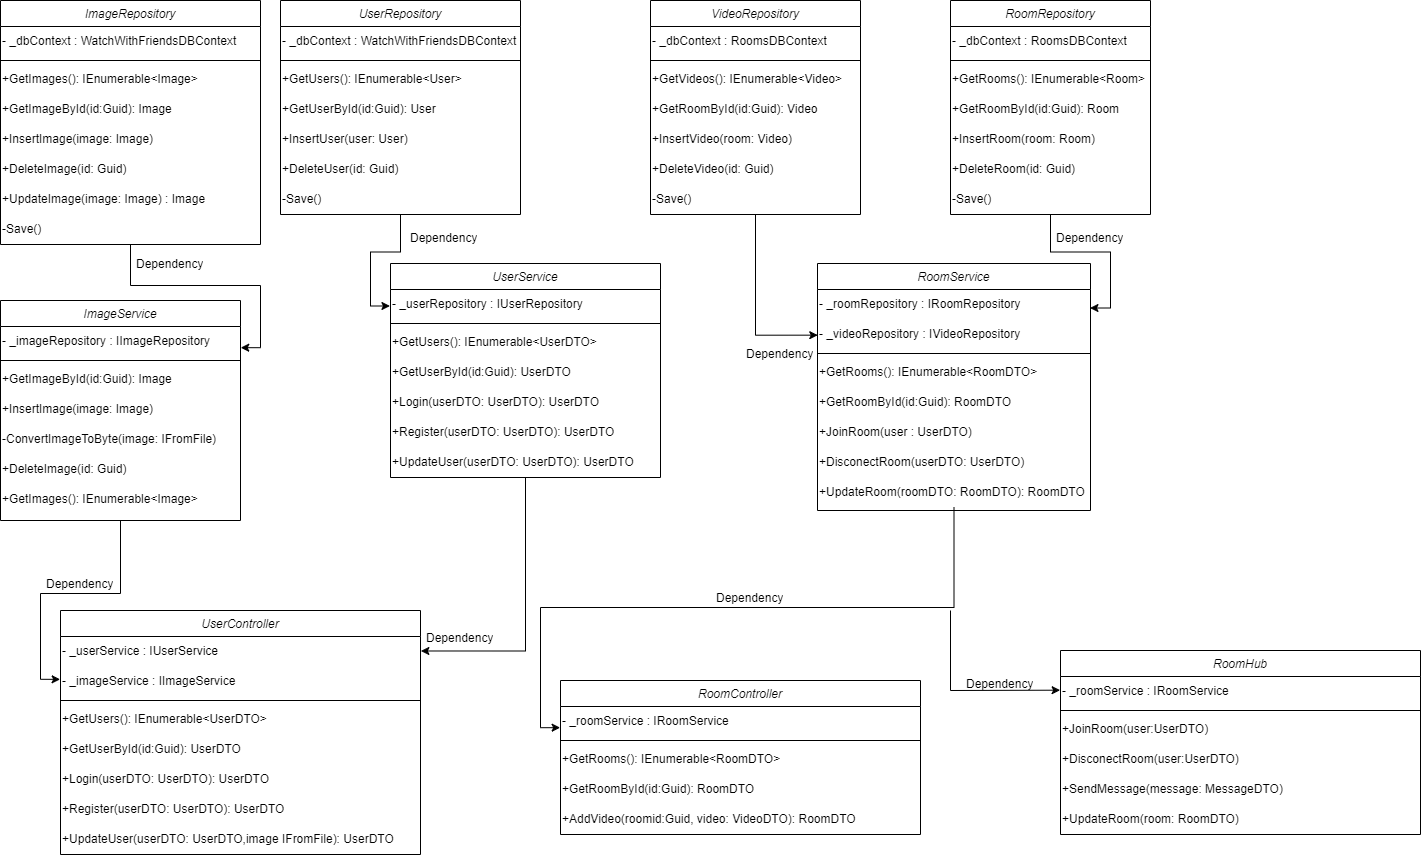 ImageRepository
- _dbContext : WatchWithFriendsDBContext
+GetImages(): IEnumerable<Image>
+GetImageById(id:Guid): Image
+InsertImage(image: Image)
+DeleteImage(id: Guid)
+UpdateImage(image: Image) : Image
-Save()
UserRepository
- _dbContext : WatchWithFriendsDBContext
+GetUsers(): IEnumerable<User>
+GetUserById(id:Guid): User
+InsertUser(user: User)
+DeleteUser(id: Guid)
-Save()
VideoRepository
- _dbContext : RoomsDBContext
+GetVideos(): IEnumerable<Video>
+GetRoomById(id:Guid): Video
+InsertVideo(room: Video)
+DeleteVideo(id: Guid)
-Save()
RoomRepository
- _dbContext : RoomsDBContext
+GetRooms(): IEnumerable<Room>
+GetRoomById(id:Guid): Room
+InsertRoom(room: Room)
+DeleteRoom(id: Guid)
-Save()
Dependency
Dependency
Dependency
Dependency
ImageService
- _imageRepository : IImageRepository
+GetImageById(id:Guid): Image
+InsertImage(image: Image)
-ConvertImageToByte(image: IFromFile)
+DeleteImage(id: Guid)
+GetImages(): IEnumerable<Image>
UserService
- _userRepository : IUserRepository
+GetUsers(): IEnumerable<UserDTO>
+GetUserById(id:Guid): UserDTO
+Login(userDTO: UserDTO): UserDTO
+Register(userDTO: UserDTO): UserDTO
+UpdateUser(userDTO: UserDTO): UserDTO
RoomService
- _roomRepository : IRoomRepository
- _videoRepository : IVideoRepository
+GetRooms(): IEnumerable<RoomDTO>
+GetRoomById(id:Guid): RoomDTO
+JoinRoom(user : UserDTO)
+DisconectRoom(userDTO: UserDTO)
+UpdateRoom(roomDTO: RoomDTO): RoomDTO
Dependency
Dependency
Dependency
Dependency
UserController
- _userService : IUserService
- _imageService : IImageService
+GetUsers(): IEnumerable<UserDTO>
+GetUserById(id:Guid): UserDTO
+Login(userDTO: UserDTO): UserDTO
+Register(userDTO: UserDTO): UserDTO
+UpdateUser(userDTO: UserDTO,image IFromFile): UserDTO
RoomController
- _roomService : IRoomService
+GetRooms(): IEnumerable<RoomDTO>
+GetRoomById(id:Guid): RoomDTO
+AddVideo(roomid:Guid, video: VideoDTO): RoomDTO
RoomHub
- _roomService : IRoomService
+JoinRoom(user:UserDTO)
+DisconectRoom(user:UserDTO)
+SendMessage(message: MessageDTO)
+UpdateRoom(room: RoomDTO)